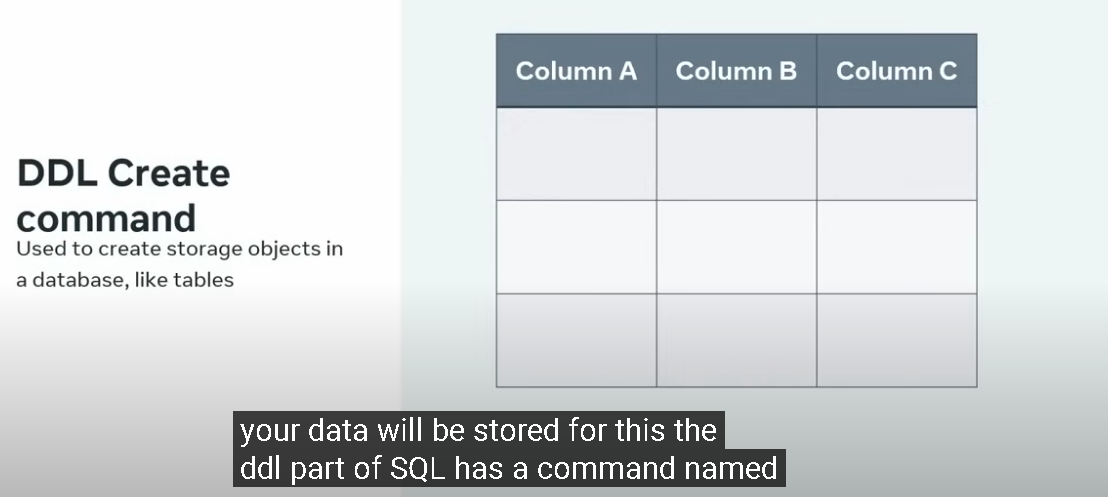 DDL Create
command
Used to create storage objects in
a database, like tables
Column A Column B Column C
your data will be stored for this the
ddl part of SQL has a command named